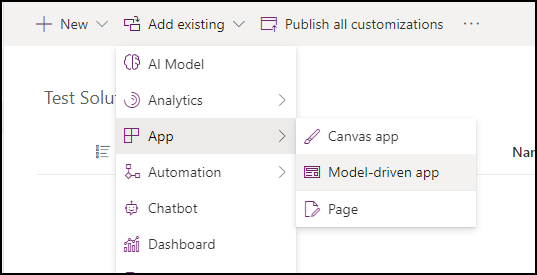 New Add existing Publish all customizations ...
AI Model
Test Solu
Analytics
App
Canvas app
Automation
Model-driven app
Chatbot
Page
Dashboard
Nar